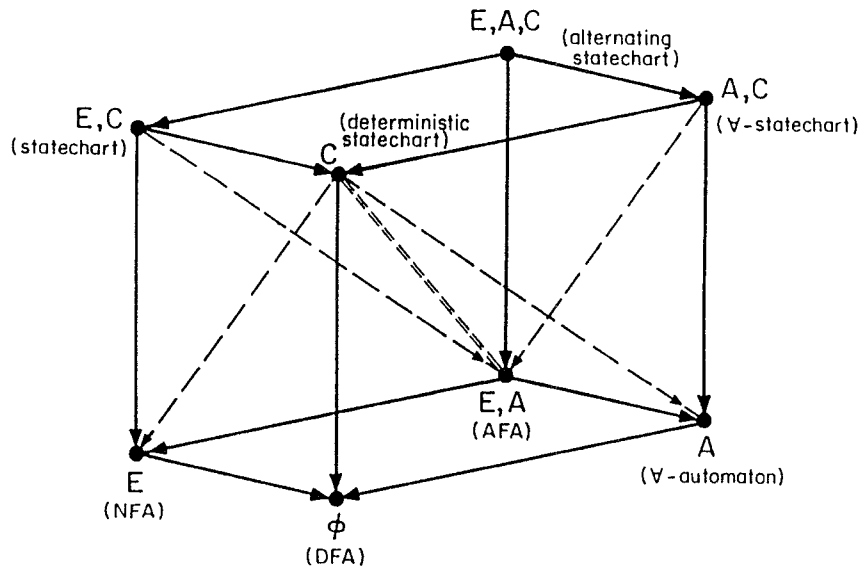 E,A,C
(alternating
statechart)
A,C
(∀-statechart)
E,C
(statechart)
(deterministic
statechart)
C
E,A
(AFA)
A
(∀-automaton)
E
(NFA)
ϕ
(DFA)